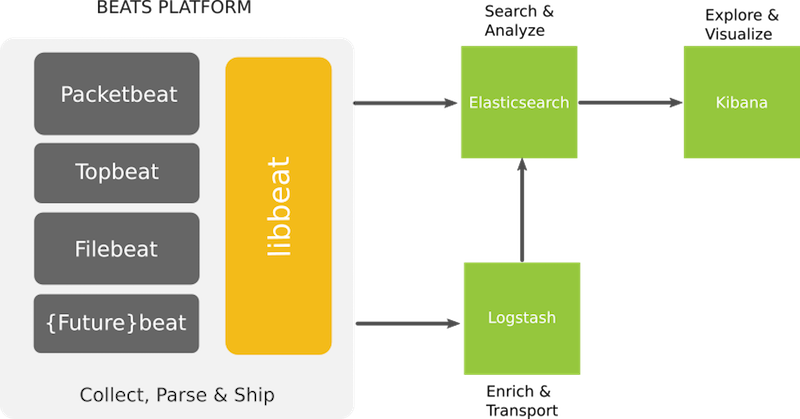 BEATS PLATFORM
Packetbeat
Topbeat
Filebeat
{Future}beat
libbeat
Collect, Parse & Ship
Search &
Analyze
Elasticsearch
Logstash
Enrich &
Transport
Explore &
Visualize
Kibana